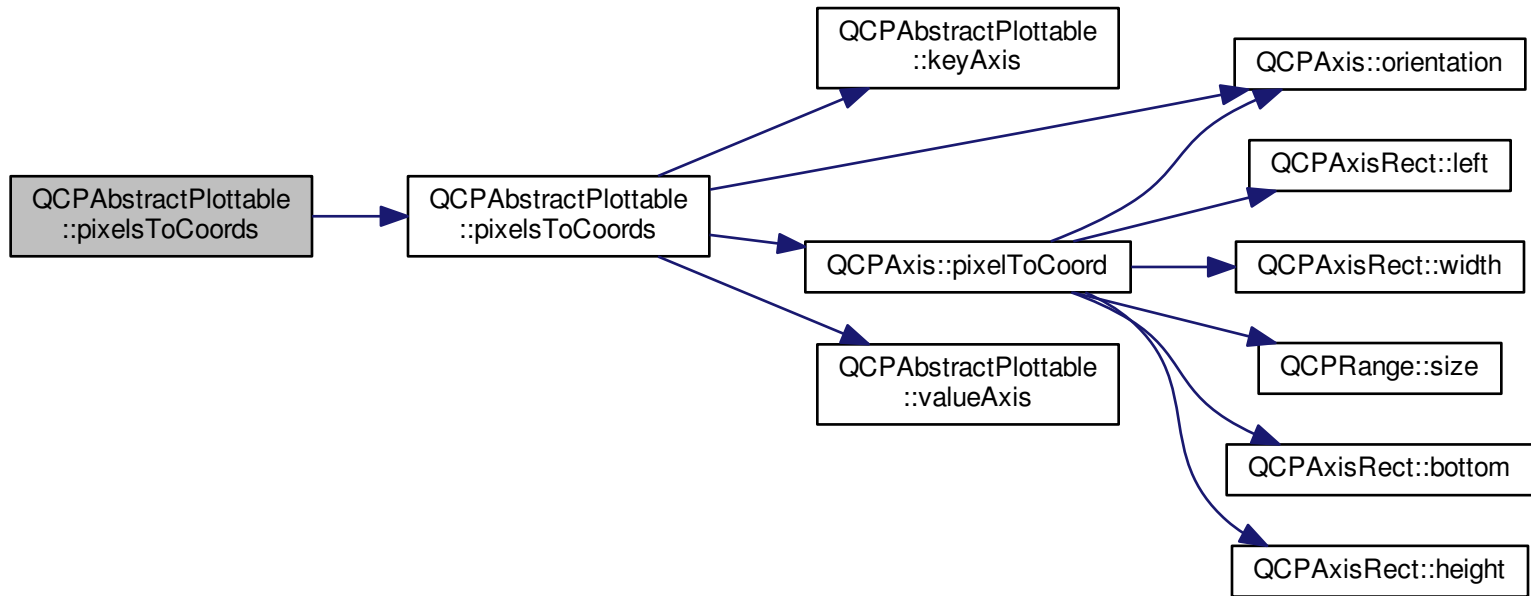 QCPAbstractPlottable
::pixelsToCoords
QCPAbstractPlottable
::pixelsToCoords
QCPAbstractPlottable
::keyAxis
QCPAxis::pixelToCoord
QCPAbstractPlottable
::valueAxis
QCPAxis::orientation
QCPAxisRect::left
QCPAxisRect::width
QCPRange::size
QCPAxisRect::bottom
QCPAxisRect::height